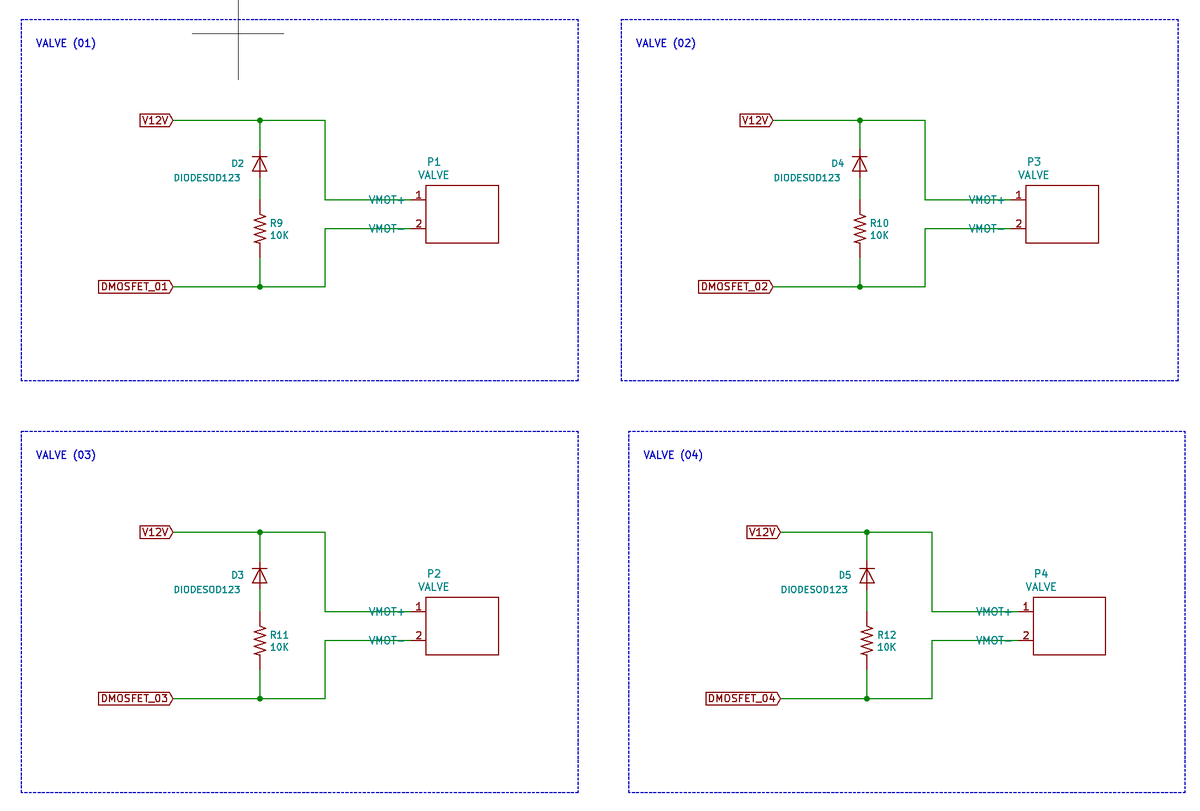 VALVE (01)
V12V
D2
DIODESOD123
R9
10K
DMOSFET_01
P1
VALVE
VMOT+
1
VMOT-
2
VALVE (02)
V12V
D4
DIODESOD123
R10
10K
DMOSFET_02
P3
VALVE
VMOT+
1
VMOT-
2
VALVE (03)
V12V
D3
DIODESOD123
R11
10K
DMOSFET_03
P2
VALVE
VMOT+
1
VMOT-
2
VALVE (04)
V12V
D5
DIODESOD123
R12
10K
DMOSFET_04
P4
VALVE
VMOT+
1
VMOT-
2